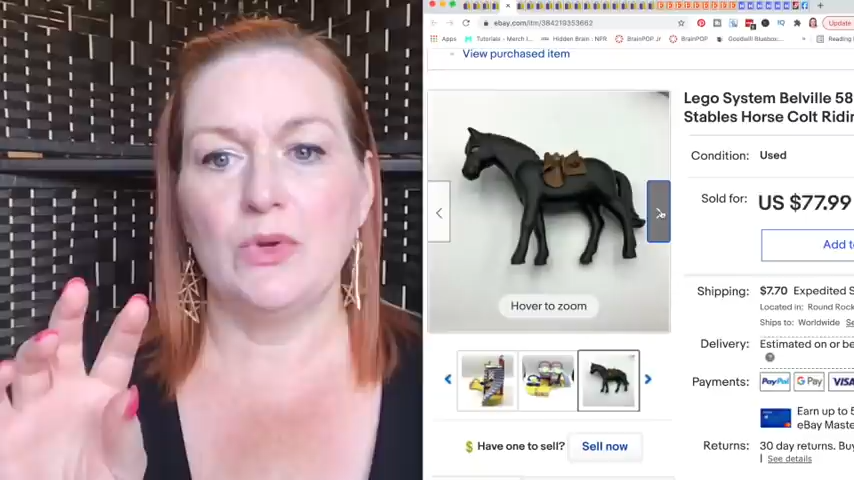 ebay.com/itm/384219353662
Update
Apps
Tutorials - Merch I...
Hidden Brain : NPR
BrainPOP Jr
BrainPOP
Goodwill Bluebox...
Reading
View purchased item
Lego System Belville 58
Stables Horse Colt Ridin
Condition: Used
Sold for: US $77.99
Add to
Hover to zoom
Shipping: $7.70 Expedited S
Located in: Round Rock
Ships to: Worldwide Se
Delivery: Estimated on or be
Payments: PayPal G Pay VISA
Earn up to 5
eBay Maste
$ Have one to sell? Sell now
Returns: 30 day returns. Buy
| See details